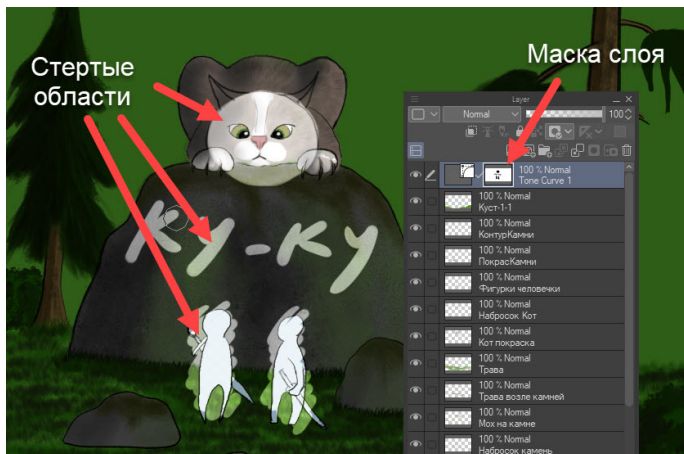 Стертые
области
Маска слоя
Ку-ку
Layer
Normal
100
100 % Normal
Tone Curve 1
100 % Normal
Куст-1-1
100 % Normal
КонтурКамни
100 % Normal
ПокрасКамни
100 % Normal
Фигурки человечки
100 % Normal
Набросок Кот
100 % Normal
Кот покраска
100 % Normal
Трава
100 % Normal
Трава возле камней
100 % Normal
Мох на камне
100 % Normal
Набросок камень